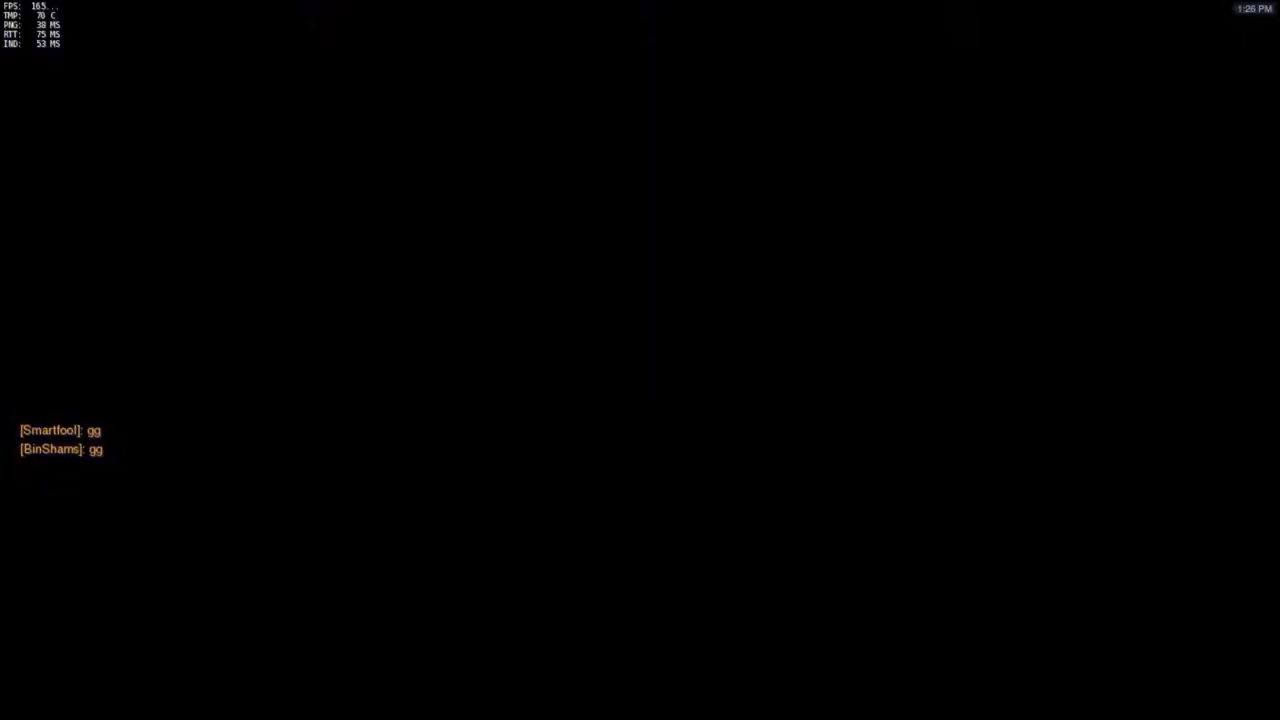 FPS: 165...
TMP: 70 C
PNG: 38 MS
RTT: 75 MS
IND: 53 MS
1:26 PM
[Smartfool]: gg
[BinShams]: gg